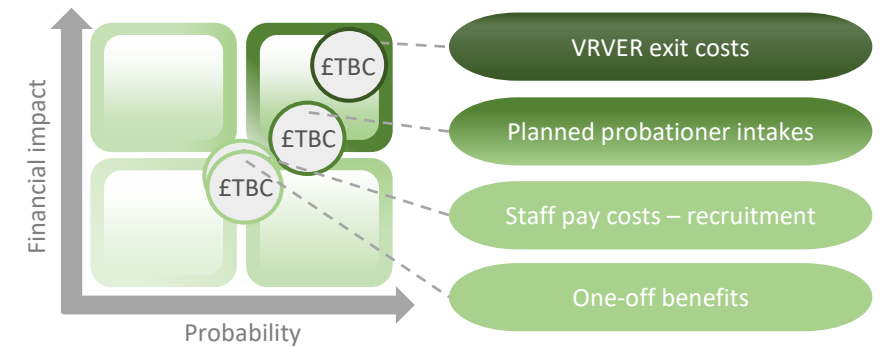 Financial impact
£TBC
£TBC
£TBC
Probability
VRVER exit costs
Planned probationer intakes
Staff pay costs – recruitment
One-off benefits